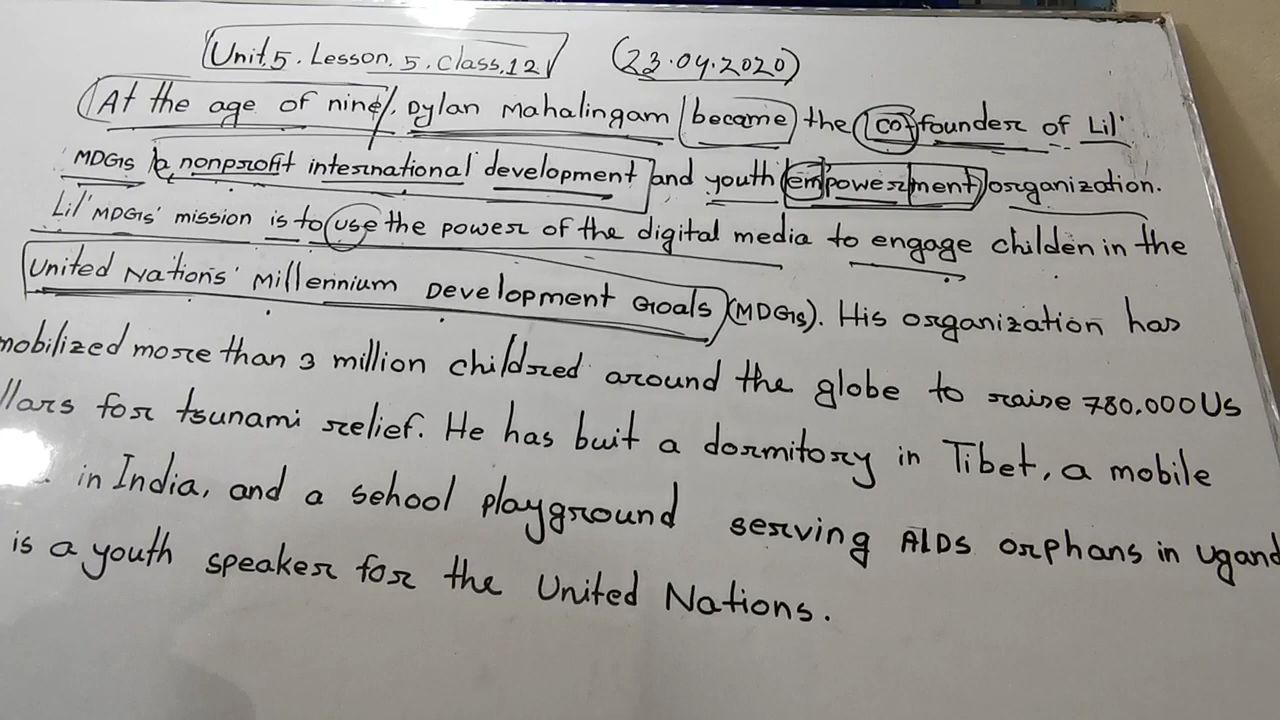 Unit.5. Lesson.5. Class.12 (23.04.2020)
At the age of nine, Dylan Mahalingam became the co-founder of Lil'
MDGs a nonprofit international development and youth empowerment organization.
Lil' MDGs' mission is to use the power of the digital media to engage childen in the
United Nations' Millennium Development Goals (MDGs). His organization has
mobilized more than 3 million childred around the globe to raise 780.000 US
llars for tsunami relief. He has buit a dormitory in Tibet, a mobile
in India, and a sehool playground serving AIDS orphans in Ugand
is a youth speaker for the United Nations.